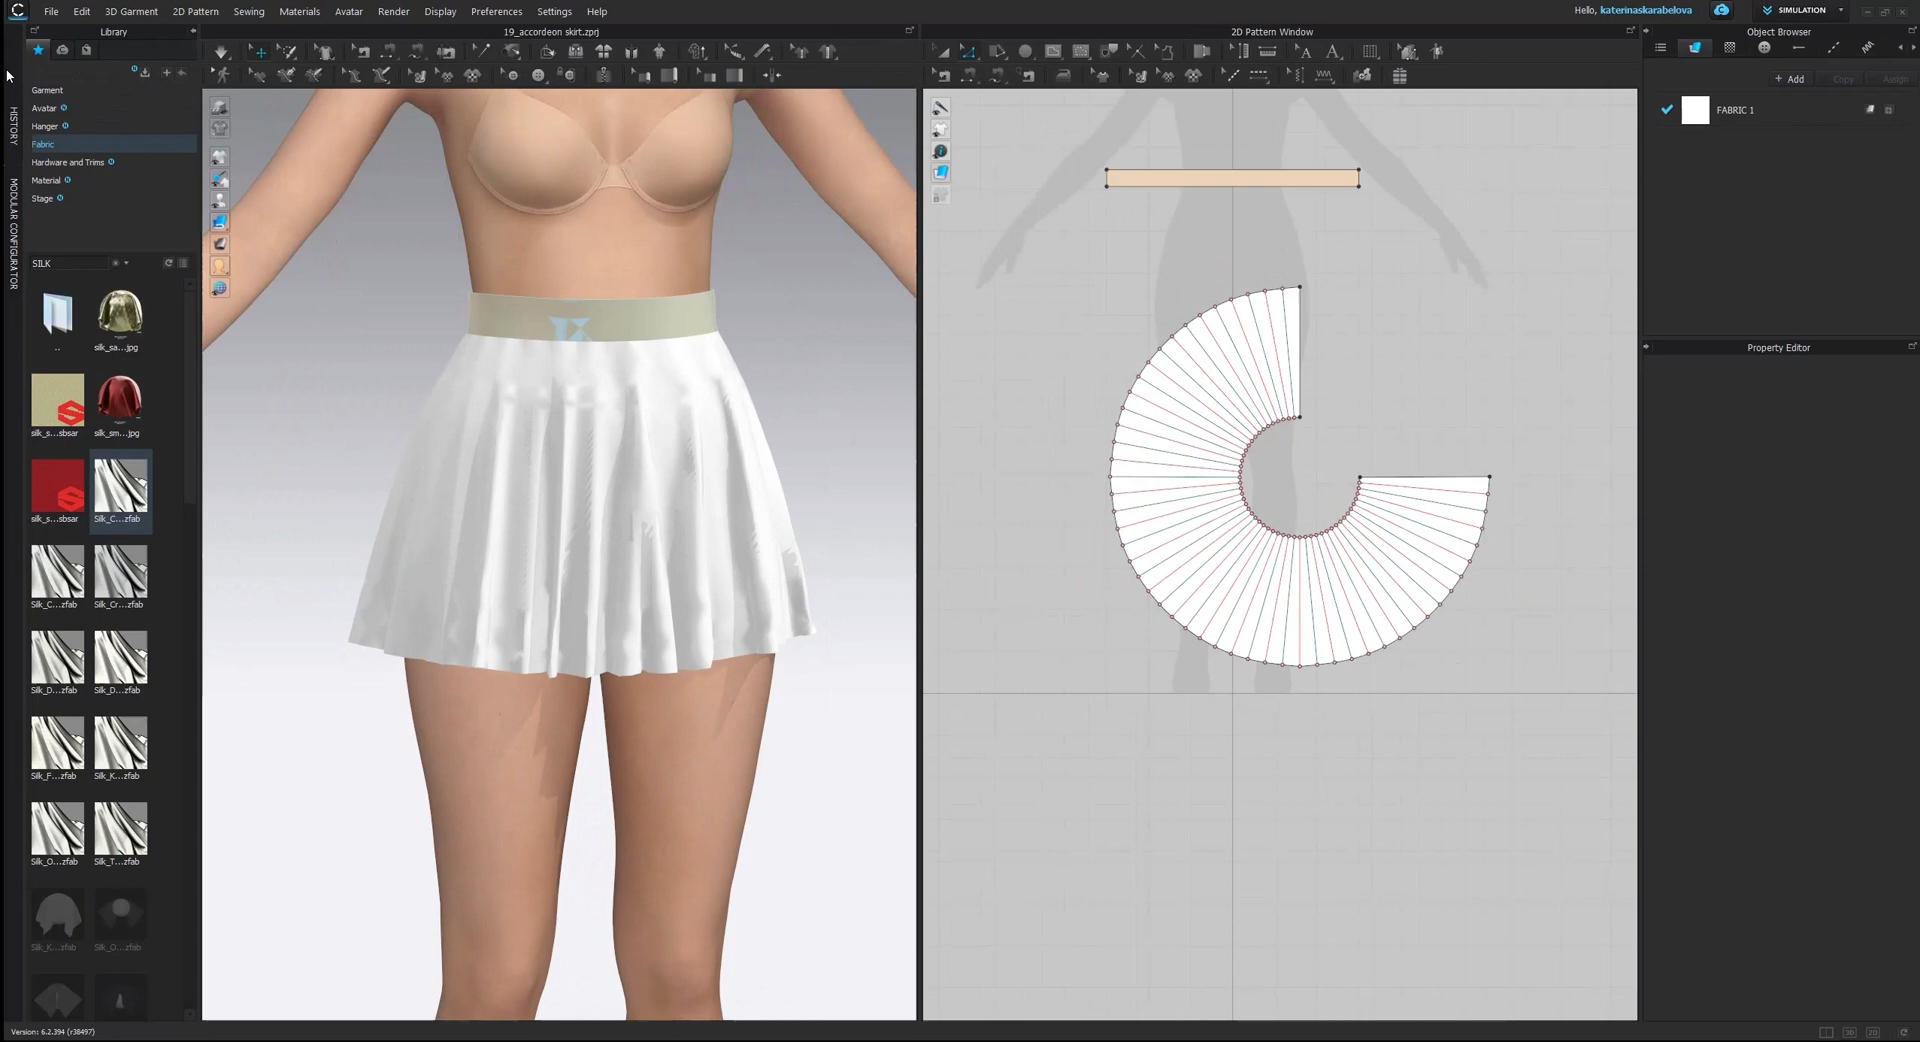 File Edit 3D Garment 2D Pattern Sewing Materials Avatar Render Display Preferences Settings Help
Hello, katerinaskarabelova
SIMULATION
Library
19_accordeon skirt.zprj
2D Pattern Window
Object Browser
+ Add Copy Assign
HISTORY
MODULAR CONFIGURATOR
Garment
Avatar
Hanger
Fabric
Hardware and Trims
Material
Stage
FABRIC 1
Property Editor
SILK
..
silk_sa...jpg
silk_s...sbsar
silk_sm...jpg
silk_s...sbsar
Silk_C...zfab
Silk_C...zfab
Silk_Cr...zfab
Silk_D...zfab
Silk_D...zfab
Silk_F...zfab
Silk_K...zfab
Silk_O...zfab
Silk_T...zfab
Silk_K...zfab
Silk_O...zfab
Version: 6.2.394 (r38497)
3D
2D